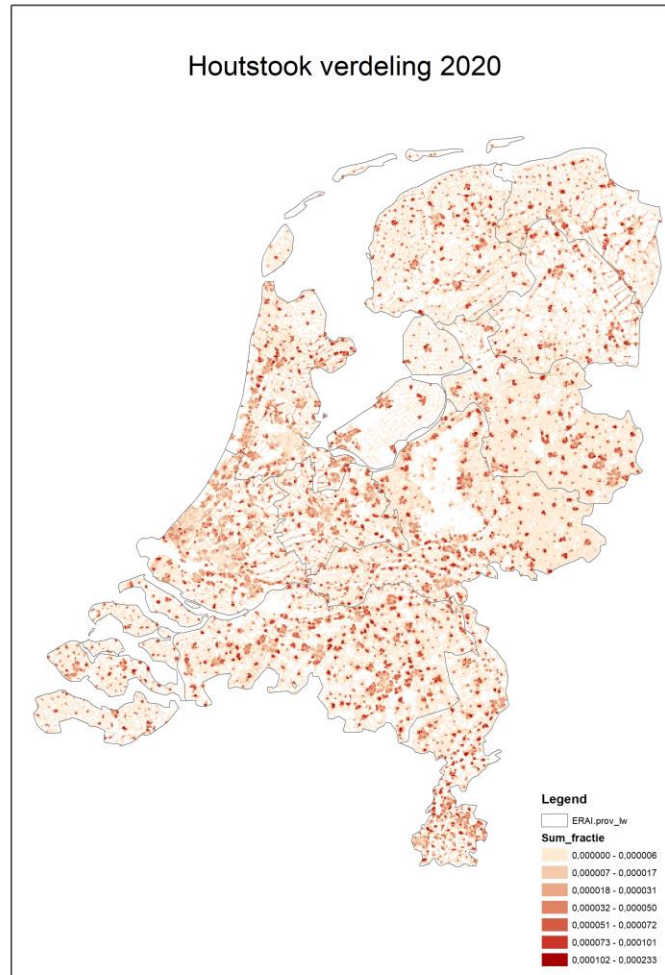 Houtstook verdeling 2020
Legend
ERAI.prov_lw
Sum_fractie
0,000000 - 0,000006
0,000007 - 0,000017
0,000018 - 0,000031
0,000032 - 0,000050
0,000051 - 0,000072
0,000073 - 0,000101
0,000102 - 0,000233